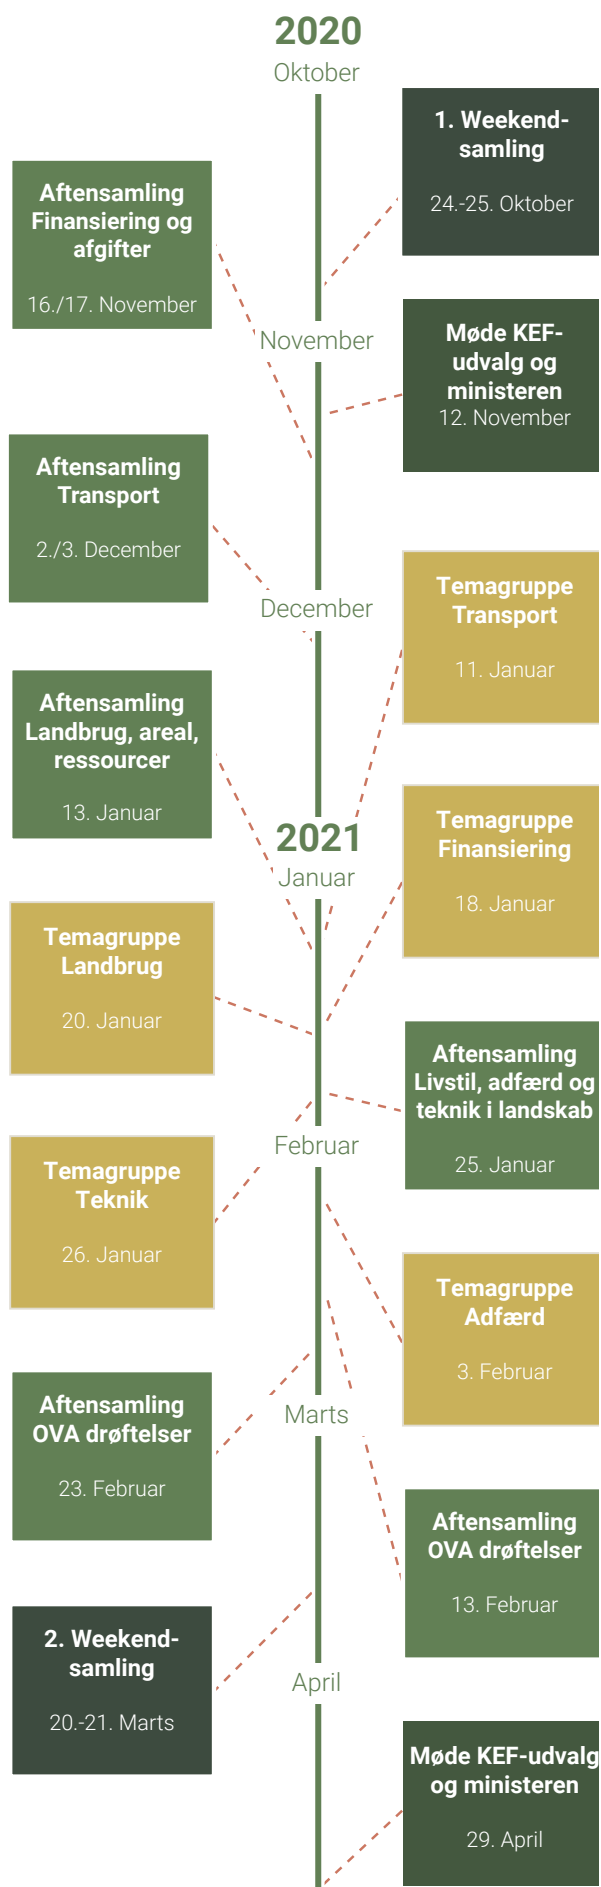 2020
Oktober
1. Weekend-
samling
24.-25. Oktober
Aftensamling
Finansiering og
afgifter
16./17. November
November
Møde KEF-
udvalg og
ministeren
12. November
Aftensamling
Transport
2./3. December
December
Temagruppe
Transport
11. Januar
Aftensamling
Landbrug, areal,
ressourcer
13. Januar
2021
Januar
Temagruppe
Finansiering
18. Januar
Temagruppe
Landbrug
20. Januar
Aftensamling
Livstil, adfærd og
teknik i landskab
25. Januar
Februar
Temagruppe
Teknik
26. Januar
Temagruppe
Adfærd
3. Februar
Aftensamling
OVA drøftelser
23. Februar
Marts
Aftensamling
OVA drøftelser
13. Februar
2. Weekend-
samling
20.-21. Marts
April
Møde KEF-udvalg
og ministeren
29. April